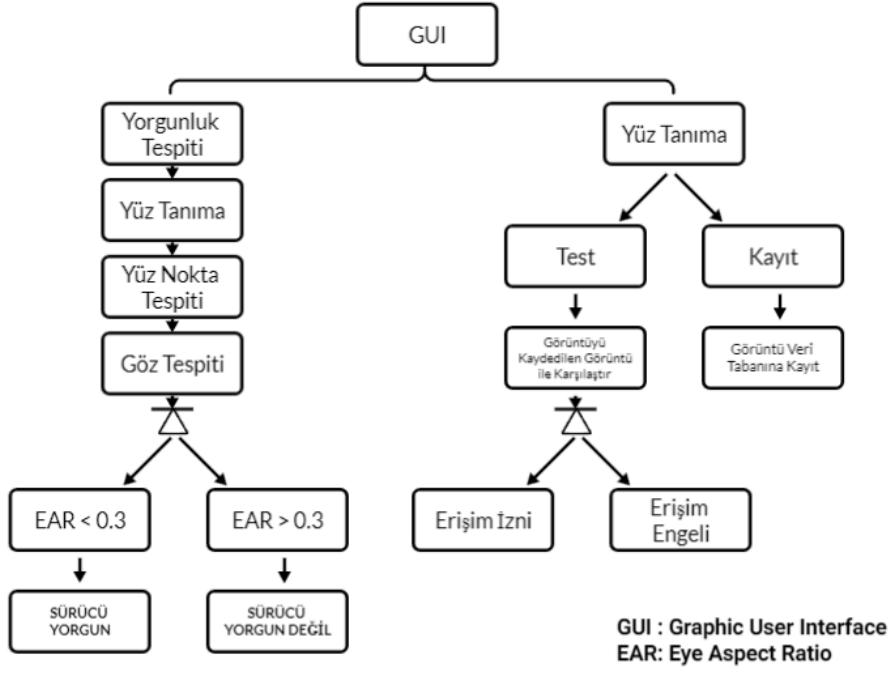 GUI
Yorgunluk
Tespiti
Yüz Tanıma
Yüz Nokta
Tespiti
Göz Tespiti
EAR < 0.3
EAR > 0.3
SÜRÜCÜ
YORGUN
SÜRÜCÜ
YORGUN DEĞİL
Yüz Tanıma
Test
Kayıt
Görüntüyü
Kaydedilen Görüntü
ile Karşılaştır
Görüntü Veri
Tabanına Kayıt
Erişim İzni
Erişim
Engeli
GUI : Graphic User Interface
EAR: Eye Aspect Ratio